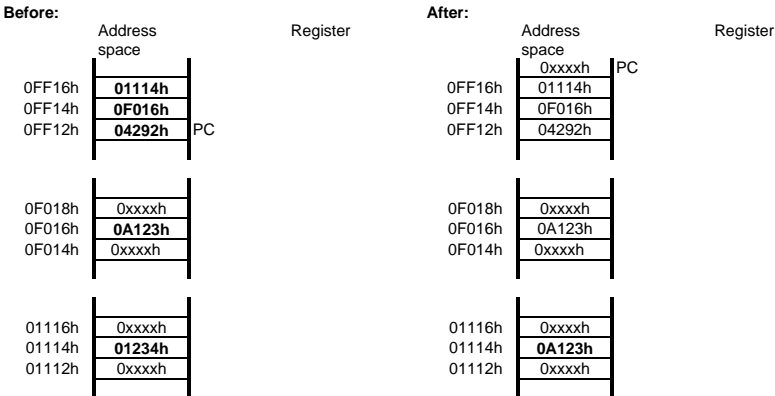 Before: After:
Address Register Address Register
space space
0xxxxh PC
0FF16h 01114h 0FF16h 01114h
0FF14h 0F016h 0FF14h 0F016h
0FF12h 04292h PC 0FF12h 04292h
0F018h 0xxxxh 0F018h 0xxxxh
0F016h 0A123h 0F016h 0A123h
0F014h 0xxxxh 0F014h 0xxxxh
01116h 0xxxxh 01116h 0xxxxh
01114h 01234h 01114h 0A123h
01112h 0xxxxh 01112h 0xxxxh